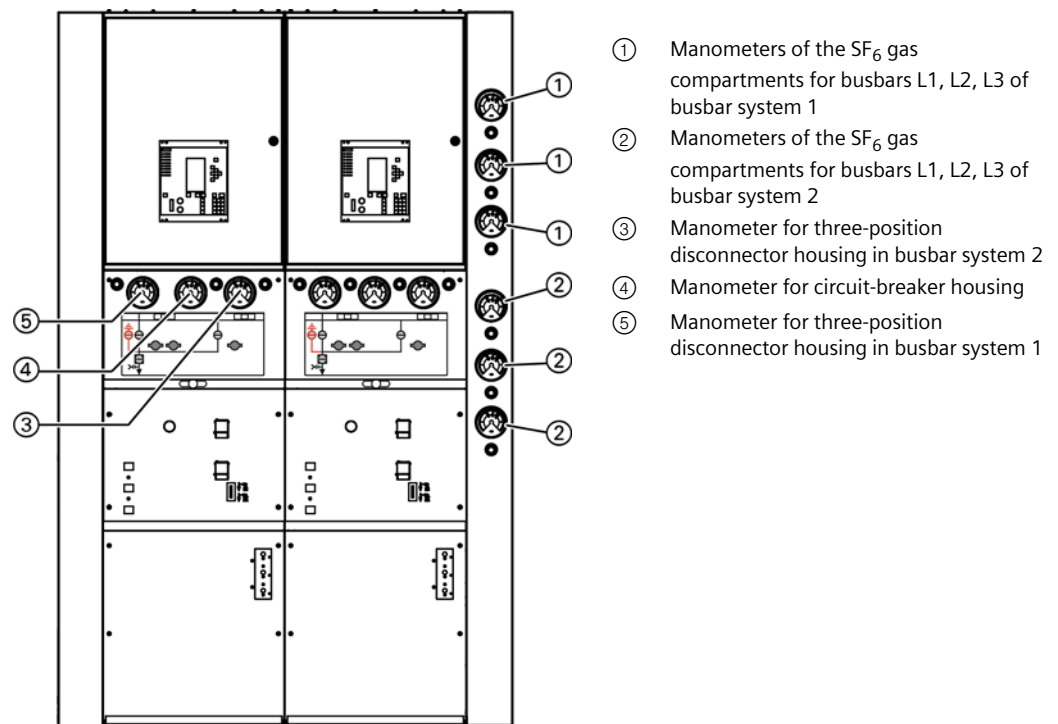 ① Manometers of the SF6 gas
compartments for busbars L1, L2, L3 of
busbar system 1
② Manometers of the SF6 gas
compartments for busbars L1, L2, L3 of
busbar system 2
③ Manometer for three-position
disconnector housing in busbar system 2
④ Manometer for circuit-breaker housing
⑤ Manometer for three-position
disconnector housing in busbar system 1
①
①
①
②
②
②
⑤
④
③